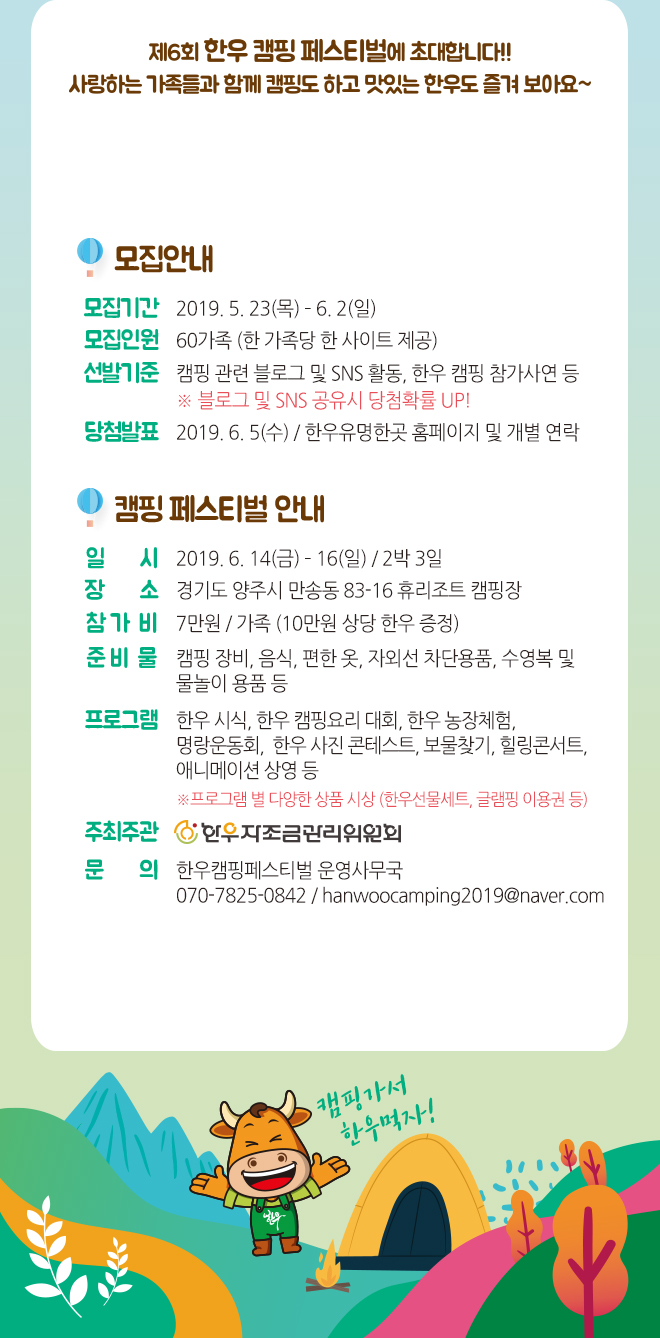 제6회 한우 캠핑 페스티벌에 초대합니다!!
사랑하는 가족들과 함께 캠핑도 하고 맛있는 한우도 즐겨 보아요~
모집안내
모집기간 2019. 5. 23(목) - 6. 2(일)
모집인원 60가족 (한 가족당 한 사이트 제공)
선발기준 캠핑 관련 블로그 및 SNS 활동, 한우 캠핑 참가사연 등
※ 블로그 및 SNS 공유시 당첨확률 UP!
당첨발표 2019. 6. 5(수) / 한우유명한곳 홈페이지 및 개별 연락
캠핑 페스티벌 안내
일 시 2019. 6. 14(금) - 16(일) / 2박 3일
장 소 경기도 양주시 만송동 83-16 휴리조트 캠핑장
참가비 7만원 / 가족 (10만원 상당 한우 증정)
준비물 캠핑 장비, 음식, 편한 옷, 자외선 차단용품, 수영복 및
물놀이 용품 등
프로그램 한우 시식, 한우 캠핑요리 대회, 한우 농장체험,
명랑운동회, 한우 사진 콘테스트, 보물찾기, 힐링콘서트,
애니메이션 상영 등
※프로그램 별 다양한 상품 시상 (한우선물세트, 글램핑 이용권 등)
주최주관 한우자조금관리위원회
문 의 한우캠핑페스티벌 운영사무국
070-7825-0842 / hanwoocamping2019@naver.com
캠핑가서
한우먹자!
한우